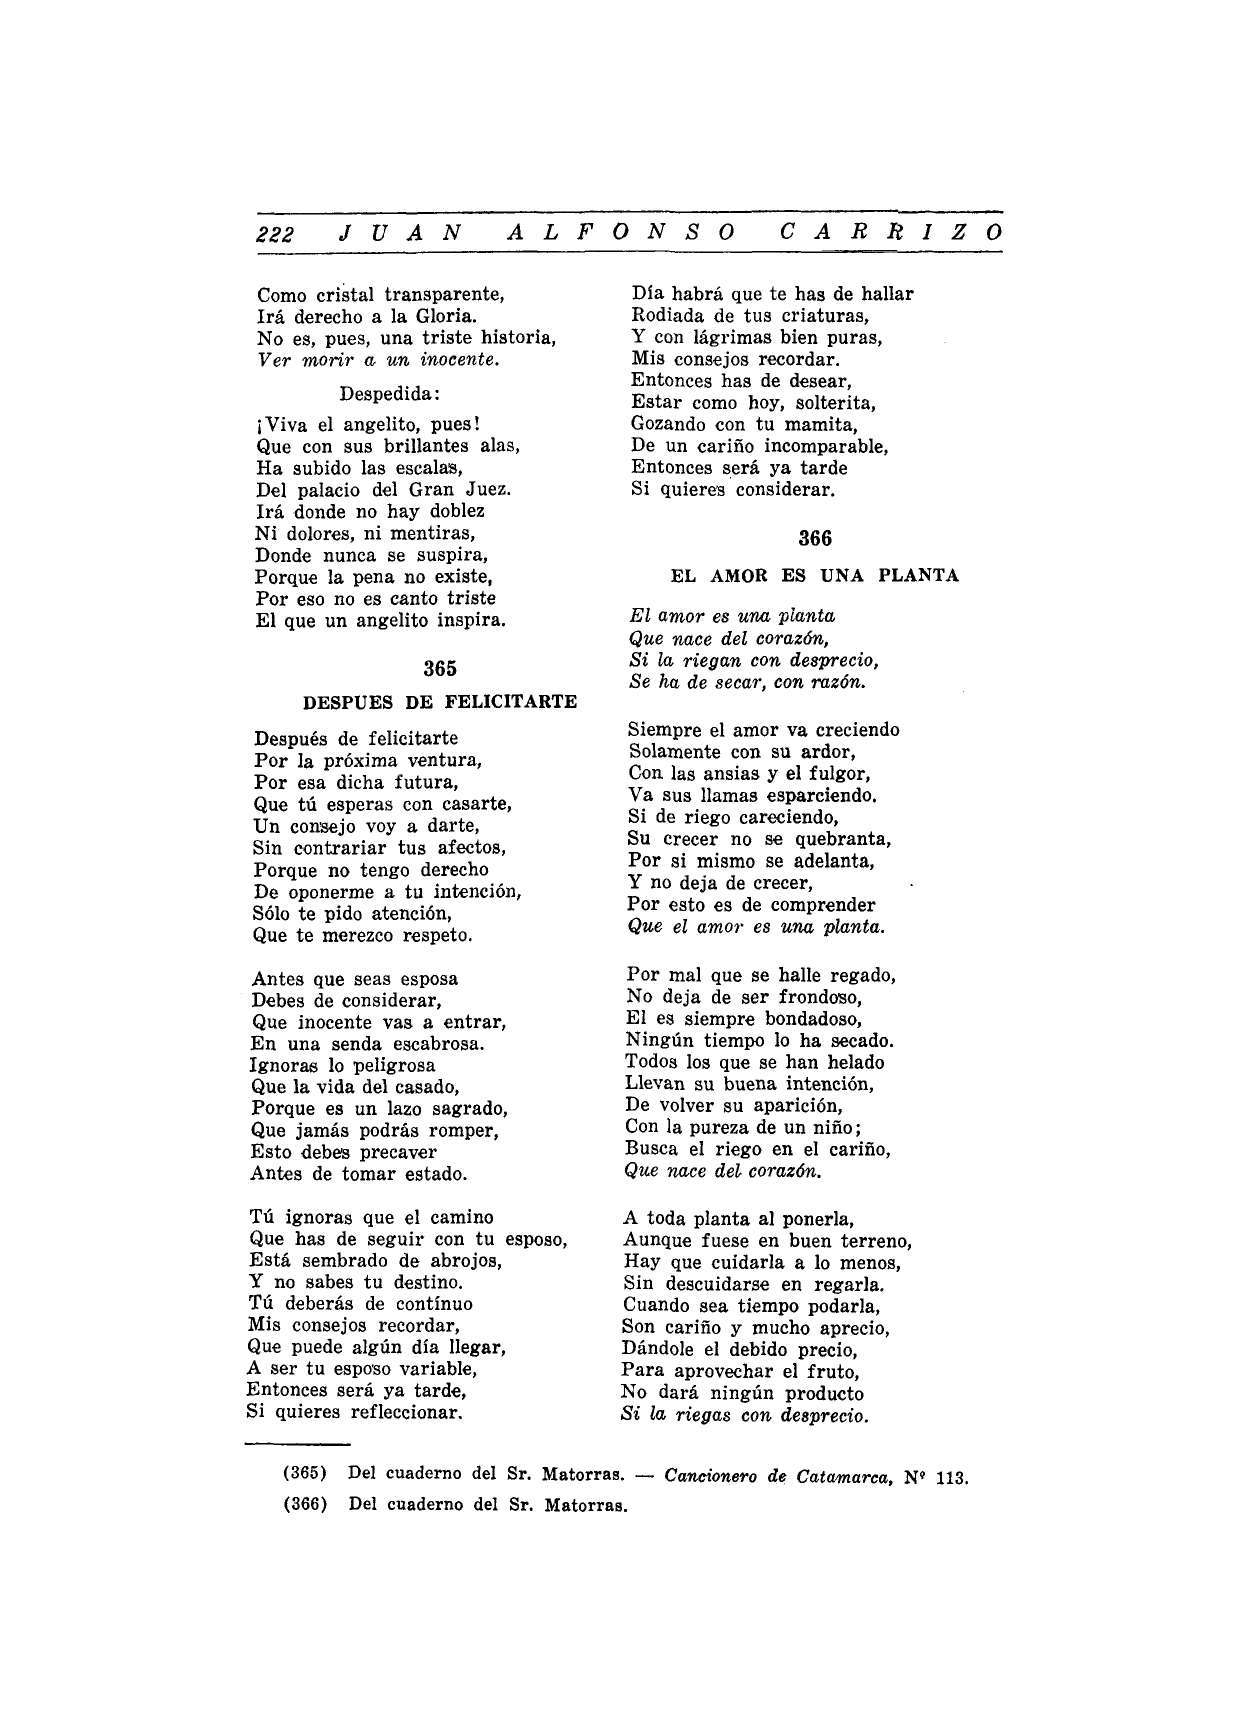 222 JUAN ALFONSO CARRIZO
Como cristal transparente,
Irá derecho a la Gloria.
No es, pues, una triste historia,
Ver morir a un inocente.
Despedida:
¡Viva el angelito, pues!
Que con sus brillantes alas,
Ha subido las escalas,
Del palacio del Gran Juez.
Irá donde no hay doblez
Ni dolores, ni mentiras,
Donde nunca se suspira,
Porque la pena no existe,
Por eso no es canto triste
El que un angelito inspira.
365
DESPUES DE FELICITARTE
Después de felicitarte
Por la próxima ventura,
Por esa dicha futura,
Que tú esperas con casarte,
Un consejo voy a darte,
Sin contrariar tus afectos,
Porque no tengo derecho
De oponerme a tu intención,
Sólo te pido atención,
Que te merezco respeto.
Antes que seas esposa
Debes de considerar,
Que inocente vas a entrar,
En una senda escabrosa.
Ignoras lo peligrosa
Que la vida del casado,
Porque es un lazo sagrado,
Que jamás podrás romper,
Esto debes precaver
Antes de tomar estado.
Tú ignoras que el camino
Que has de seguir con tu esposo,
Está sembrado de abrojos,
Y no sabes tu destino.
Tú deberás de contínuo
Mis consejos recordar,
Que puede algún día llegar,
A ser tu esposo variable,
Entonces será ya tarde,
Si quieres refleccionar.
Día habrá que te has de hallar
Rodiada de tus criaturas,
Y con lágrimas bien puras,
Mis consejos recordar.
Entonces has de desear,
Estar como hoy, solterita,
Gozando con tu mamita,
De un cariño incomparable,
Entonces será ya tarde
Si quieres considerar.
366
EL AMOR ES UNA PLANTA
El amor es una planta
Que nace del corazón,
Si la riegan con desprecio,
Se ha de secar, con razón.
Siempre el amor va creciendo
Solamente con su ardor,
Con las ansias y el fulgor,
Va sus llamas esparciendo.
Si de riego careciendo,
Su crecer no se quebranta,
Por si mismo se adelanta,
Y no deja de crecer,
Por esto es de comprender
Que el amor es una planta.
Por mal que se halle regado,
No deja de ser frondoso,
El es siempre bondadoso,
Ningún tiempo lo ha secado.
Todos los que se han helado
Llevan su buena intención,
De volver su aparición,
Con la pureza de un niño;
Busca el riego en el cariño,
Que nace del corazón.
A toda planta al ponerla,
Aunque fuese en buen terreno,
Hay que cuidarla a lo menos,
Sin descuidarse en regarla.
Cuando sea tiempo podarla,
Son cariño y mucho aprecio,
Dándole el debido precio,
Para aprovechar el fruto,
No dará ningún producto
Si la riegas con desprecio.
(365) Del cuaderno del Sr. Matorras. — Cancionero de Catamarca, Nº 113.
(366) Del cuaderno del Sr. Matorras.